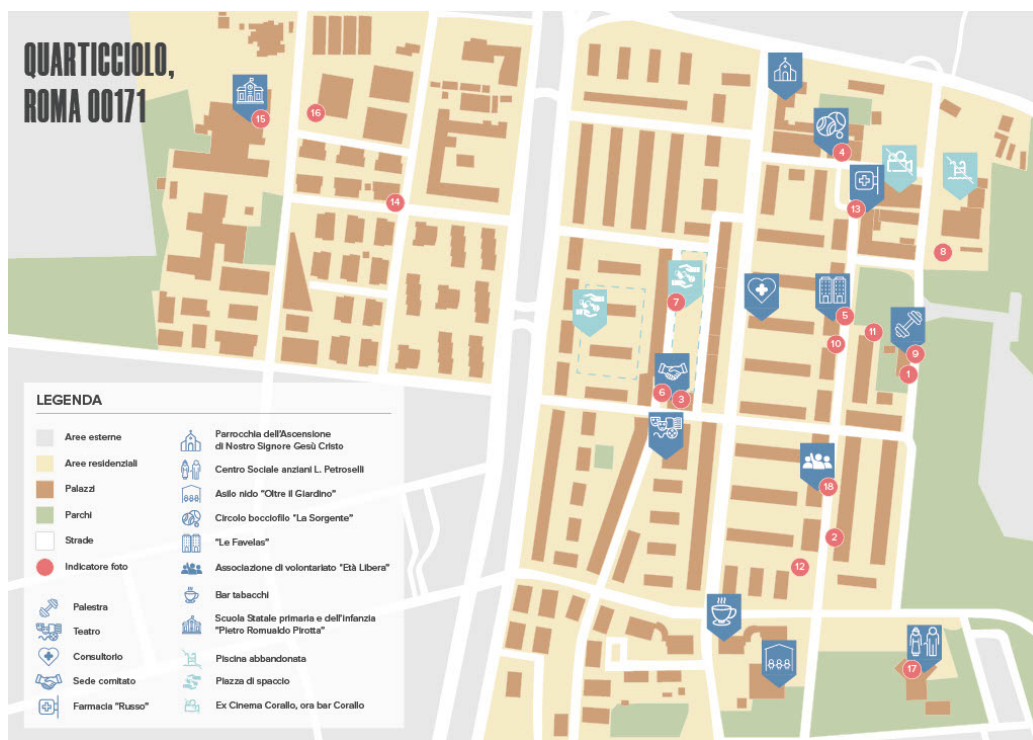 QUARTICCIOLO,
ROMA 00171
15
16
14
4
13
8
7
5
10
11
9
1
6
3
18
2
12
17
LEGENDA
Aree esterne
Aree residenziali
Palazzi
Parchi
Strade
Indicatore foto
Palestra
Teatro
Consultorio
Sede comitato
Farmacia "Russo"
Parrocchia dell'Ascensione
di Nostro Signore Gesù Cristo
Centro Sociale anziani L. Petroselli
Asilo nido "Oltre il Giardino"
Circolo bocciofilo "La Sorgente"
"Le Favelas"
Associazione di volontariato "Età Libera"
Bar tabacchi
Scuola Statale primaria e dell'infanzia
"Pietro Romualdo Pirotta"
Piscina abbandonata
Piazza di spaccio
Ex Cinema Corallo, ora bar Corallo